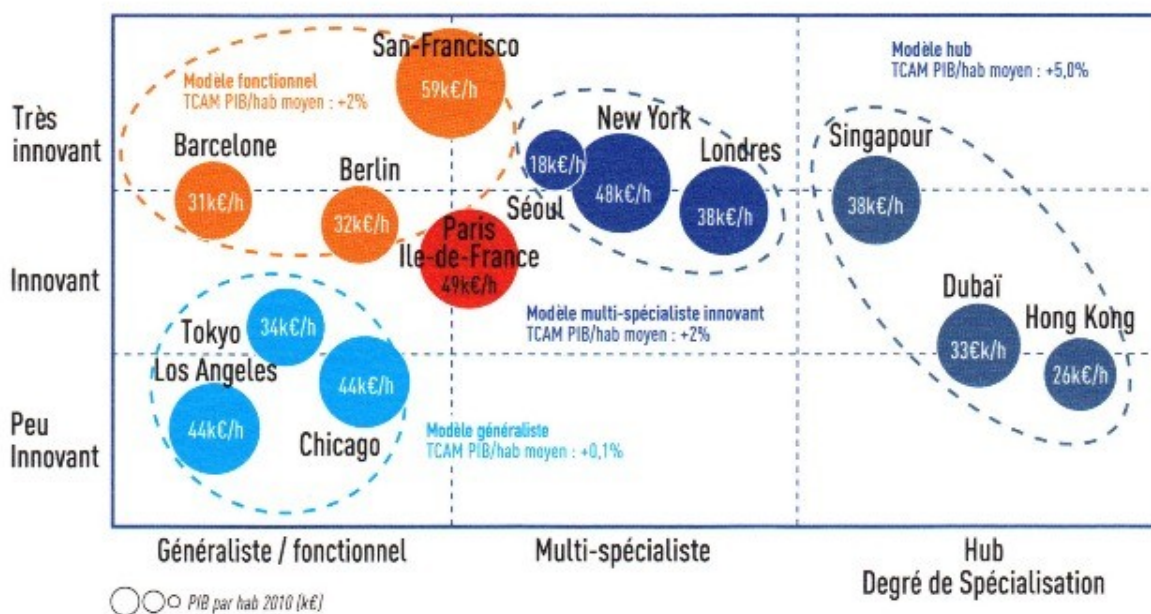 San-Francisco
59k€/h
Modèle fonctionnel
TCAM PIB/hab moyen : +2%
Modèle hub
TCAM PIB/hab moyen : +5,0%
Très
innovant
Barcelone
31k€/h
Berlin
32k€/h
New York
48k€/h
18k€/h
Séoul
Londres
38k€/h
Singapour
38k€/h
Innovant
Paris
Ile-de-France
49k€/h
Modèle multi-spécialiste innovant
TCAM PIB/hab moyen : +2%
Dubaï
33€k/h
Hong Kong
26k€/h
Tokyo
34k€/h
Los Angeles
44k€/h
44k€/h
Chicago
Peu
Innovant
Modèle généraliste
TCAM PIB/hab moyen : +0,1%
Généraliste / fonctionnel
Multi-spécialiste
Hub
Degré de Spécialisation
PIB par hab 2010 (k€)